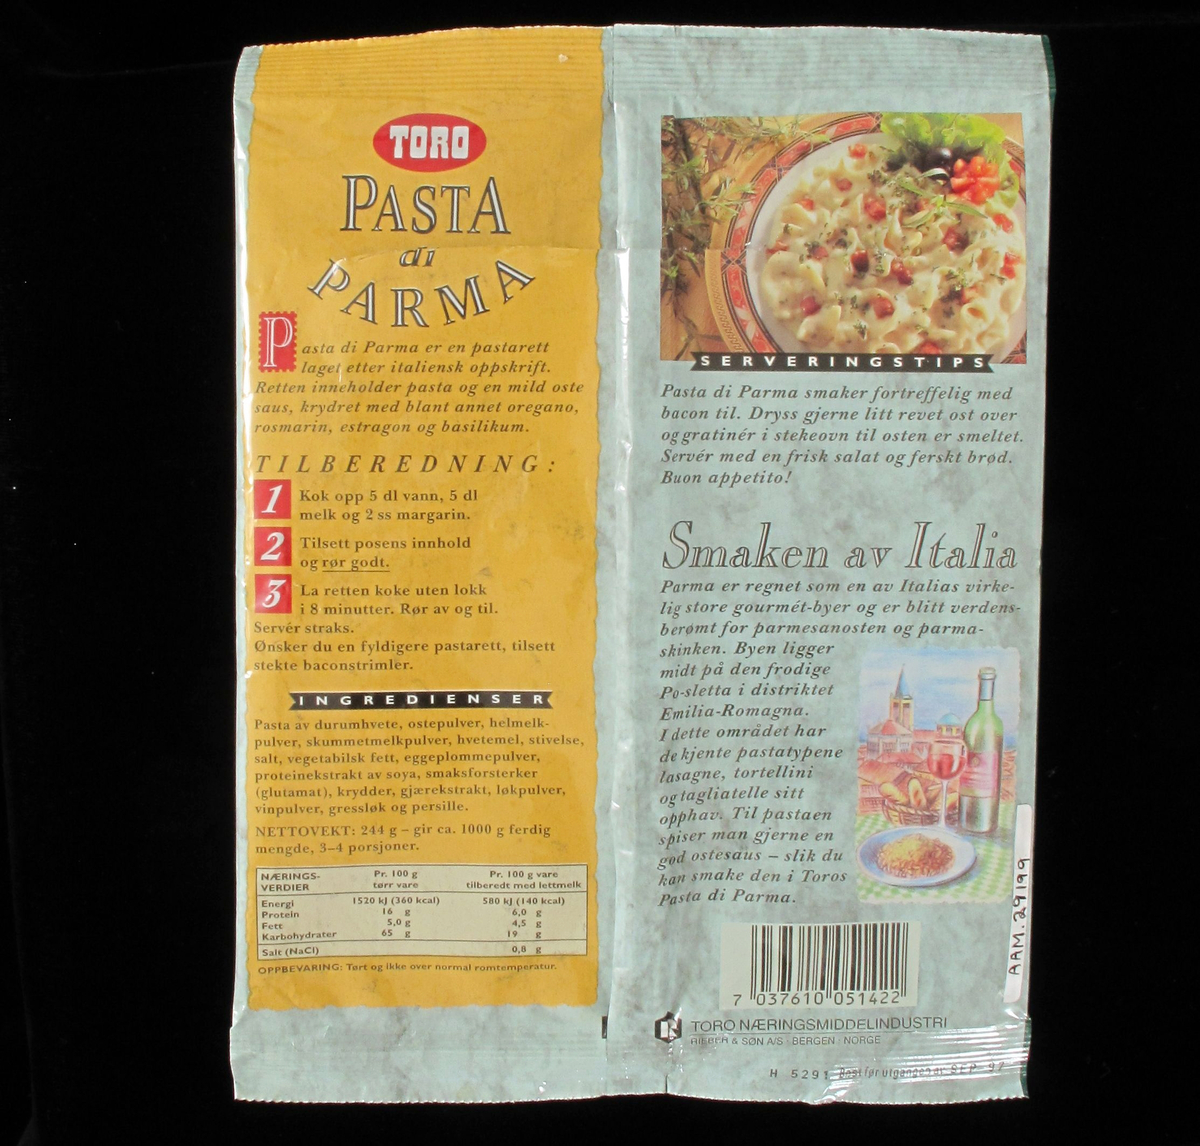 TORO
PASTA
di
PARMA
Pasta di Parma er en pastarett
laget etter italiensk oppskrift.
Retten inneholder pasta og en mild oste
saus, krydret med blant annet oregano,
rosmarin, estragon og basilikum.
TILBEREDNING:
1 Kok opp 5 dl vann, 5 dl
melk og 2 ss margarin.
2 Tilsett posens innhold
og rør godt.
3 La retten koke uten lokk
i 8 minutter. Rør av og til.
Servér straks.
Ønsker du en fyldigere pastarett, tilsett
stekte baconstrimler.
INGREDIENSER
Pasta av durumhvete, ostepulver, helmelk-
pulver, skummetmelkpulver, hvetemel, stivelse,
salt, vegetabilsk fett, eggeplommepulver,
proteinekstrakt av soya, smaksforsterker
(glutamat), krydder, gjærekstrakt, løkpulver,
vinpulver, gressløk og persille.
NETTOVEKT: 244 g – gir ca. 1000 g ferdig
mengde, 3–4 porsjoner.
NÆRINGS- Pr. 100 g Pr. 100 g vare
VERDIER tørr vare tilberedt med lettmelk
Energi 1520 kJ (360 kcal) 580 kJ (140 kcal)
Protein 16 g 6,0 g
Fett 5,0 g 4,5 g
Karbohydrater 65 g 19 g
Salt (NaCl) 0,8 g
OPPBEVARING: Tørt og ikke over normal romtemperatur.
SERVERINGSTIPS
Pasta di Parma smaker fortreffelig med
bacon til. Dryss gjerne litt revet ost over
og gratinér i stekeovn til osten er smeltet.
Servér med en frisk salat og ferskt brød.
Buon appetito!
Smaken av Italia
Parma er regnet som en av Italias virke-
lig store gourmét-byer og er blitt verdens-
berømt for parmesanosten og parma-
skinken. Byen ligger
midt på den frodige
Po-sletta i distriktet
Emilia-Romagna.
I dette området har
de kjente pastatypene
lasagne, tortellini
og tagliatelle sitt
opphav. Til pastaen
spiser man gjerne en
god ostesaus – slik du
kan smake den i Toros
Pasta di Parma.
7 037610 051422
TORO NÆRINGSMIDDELINDUSTRI
RIEBER & SØN A/S · BERGEN · NORGE
H 5291 Best før utgangen av SEP 97
AAM.29199